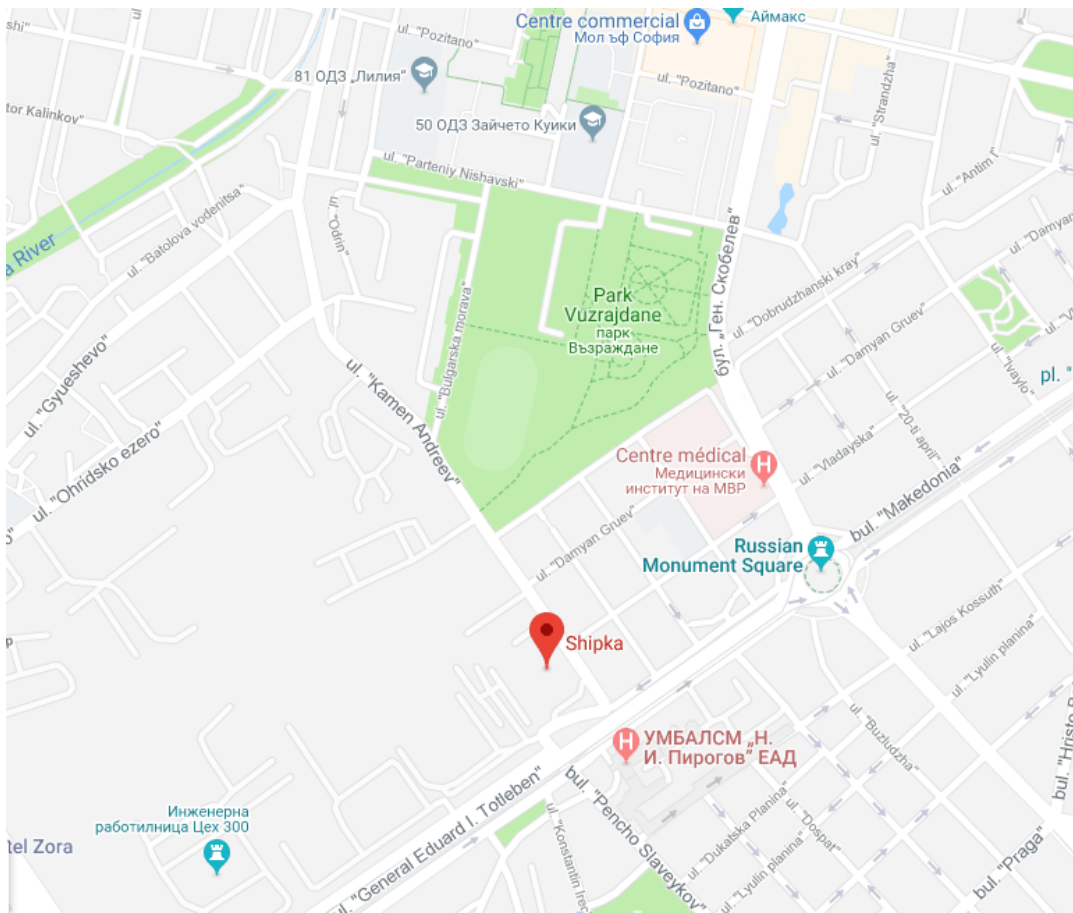 Centre commercial
Мол ъф София
Аймакс
ul. "Pozitano"
81 ОДЗ „Лилия"
ul. "Pozitano"
50 ОДЗ Зайчето Куики
ul. "Strandzha"
tor Kalinkov"
ul. "Parteniy Nishavski"
ul. "Antim I"
ul. "Odrin"
ul. "Batolova vodenitsa"
a River
ul. "Damyan
бул. „Ген. Скобелев"
ul. "Dobrudzhanski kray"
Park
Vuzrajdane
парк
Възраждане
ul. "Bulgarska morava"
ul. "Damyan Gruev"
ul. "Ivaylo"
pl. "
ul. "Gyueshevo"
ul. "Kamen Andreev"
ul. "20-ti april"
ul. "Ohridsko ezero"
Centre médical
Медицински
институт на МВР
ul. "Vladayska"
bul. "Makedonia"
ul. "Damyan Gruev"
Russian
Monument Square
ul. "Lajos Kossuth"
Shipka
ul. "Lyulin planina"
УМБАЛСМ „Н.
И. Пирогов" ЕАД
ul. "Buzludzha"
bul. "Hristo B
Инженерна
работилница Цех 300
bul. "General Eduard I. Totleben"
bul. "Pencho Slaveykov"
ul. "Konstantin Irec
ul. "Dukatska Planina"
ul. "Dospat"
ul. "Lyulin planina"
bul. "Praga"
tel Zora